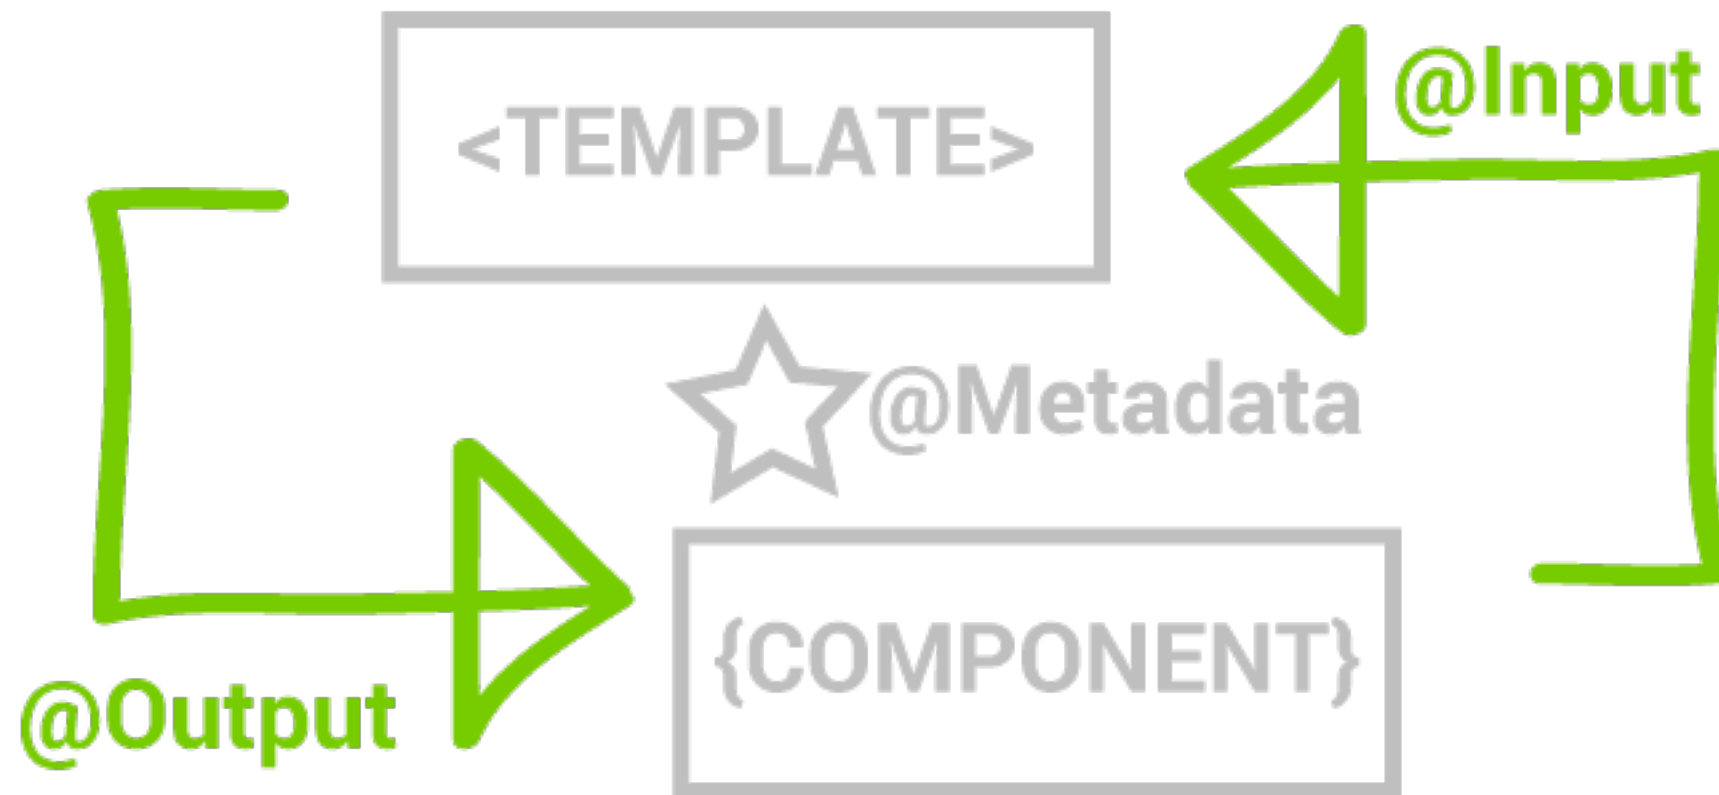 @Input
<TEMPLATE>
@Metadata
{COMPONENT}
@Output